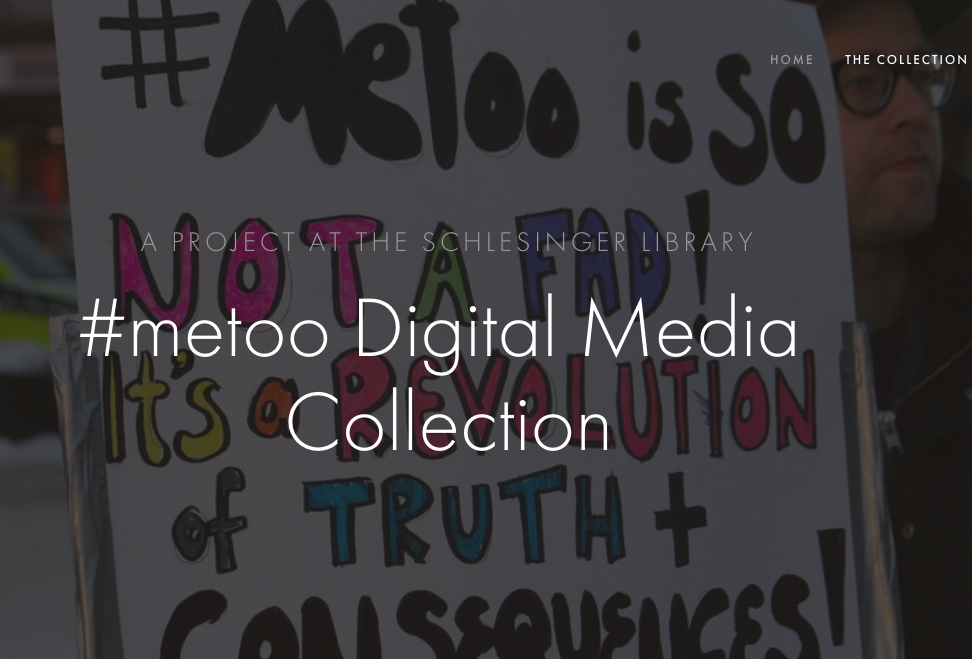 HOME THE COLLECTION
#Metoo is so
A PROJECT AT THE SCHLESINGER LIBRARY
NOT A FAD!
#metoo Digital Media
It's a REVOLUTION
Collection
of TRUTH +
CONSEQUENCES!